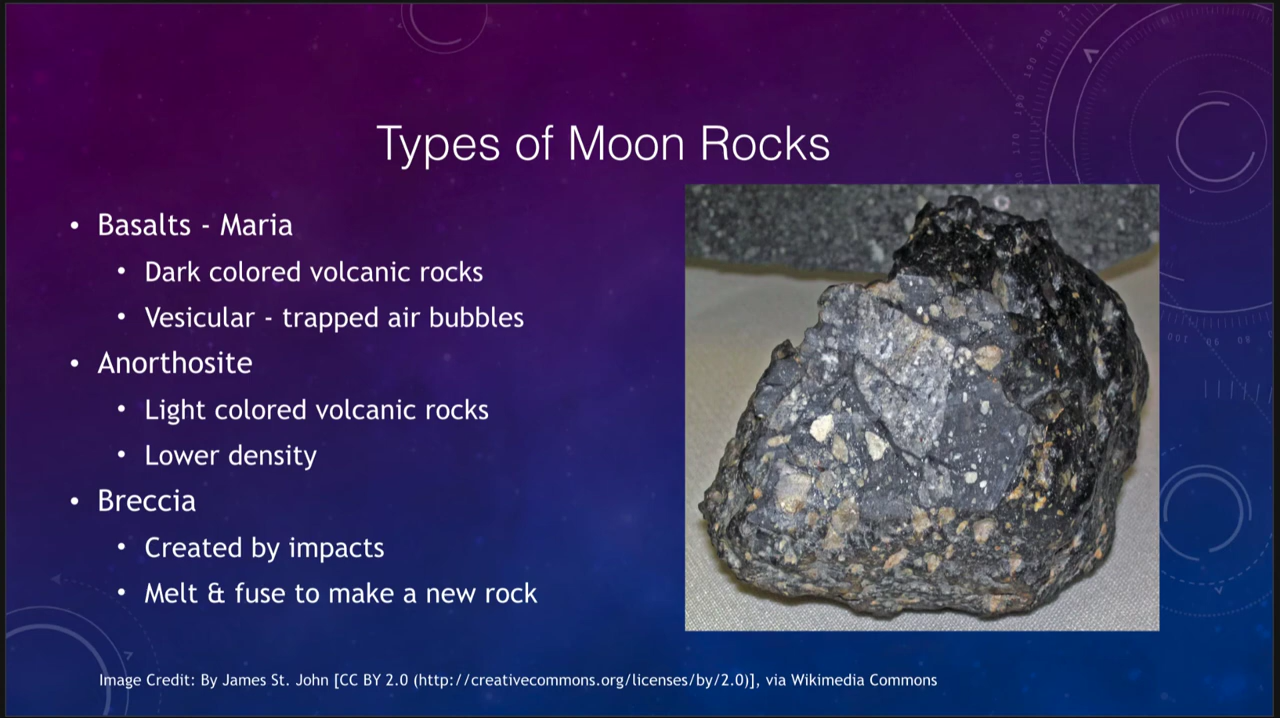 Types of Moon Rocks
• Basalts - Maria
• Dark colored volcanic rocks
• Vesicular - trapped air bubbles
• Anorthosite
• Light colored volcanic rocks
• Lower density
• Breccia
• Created by impacts
• Melt & fuse to make a new rock
Image Credit: By James St. John [CC BY 2.0 (http://creativecommons.org/licenses/by/2.0)], via Wikimedia Commons